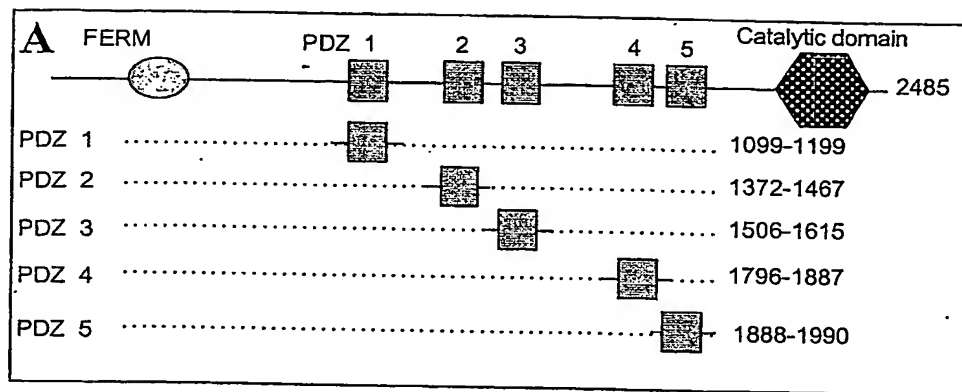 A FERM PDZ 1 2 3 4 5 Catalytic domain
2485
PDZ 1 1099-1199
PDZ 2 1372-1467
PDZ 3 1506-1615
PDZ 4 1796-1887
PDZ 5 1888-1990